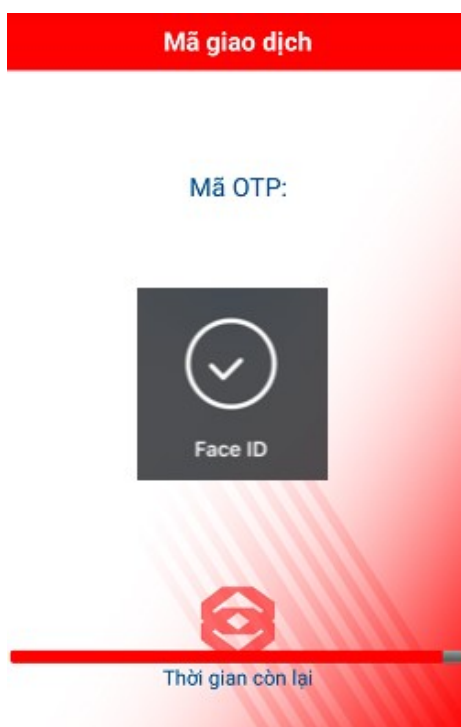 Mã giao dịch
Mã OTP:
Face ID
Thời gian còn lại